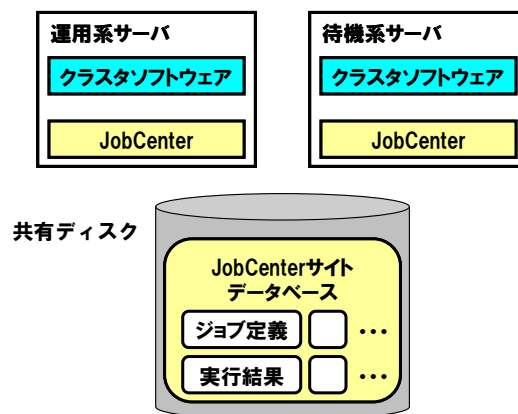 運用系サーバ
クラスタソフトウェア
JobCenter
待機系サーバ
クラスタソフトウェア
JobCenter
共有ディスク
JobCenterサイト
データベース
ジョブ定義 …
実行結果 …